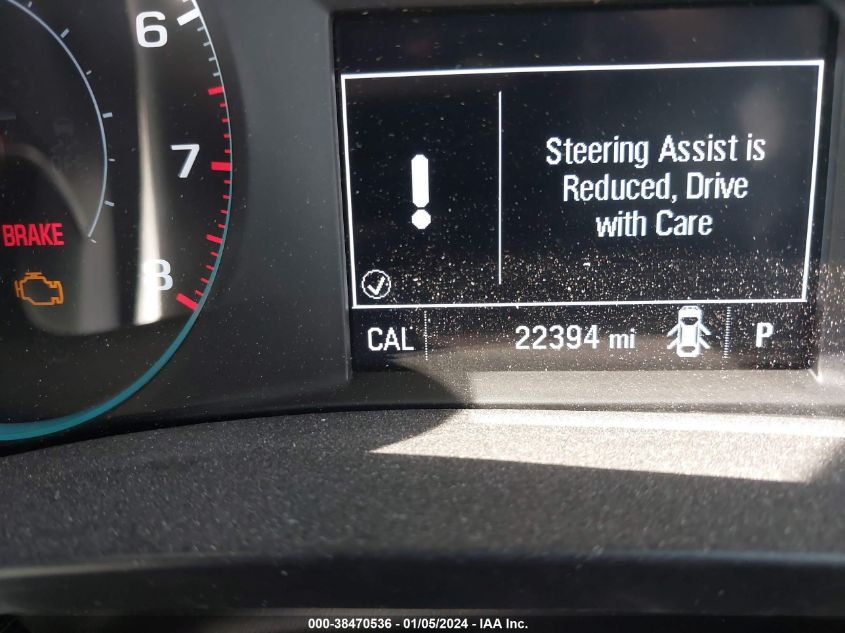 6
7
8
BRAKE
Steering Assist is
Reduced, Drive
with Care
CAL 22394 mi P
000-38470536 - 01/05/2024 - IAA Inc.